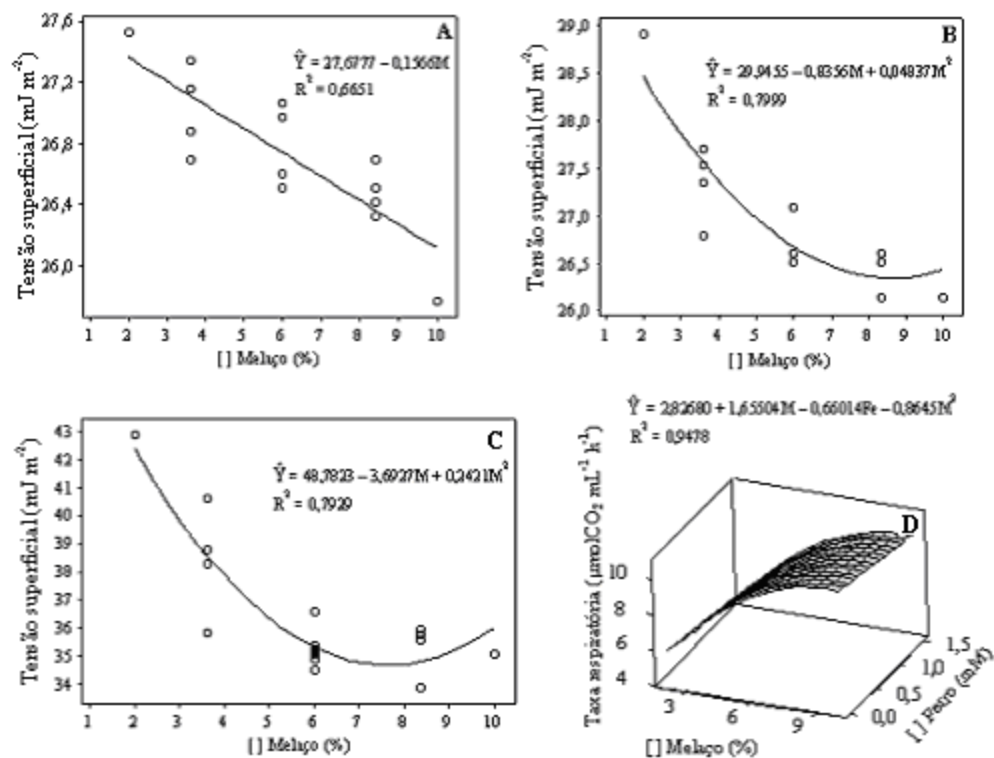 A
Ŷ = 27,6777 – 0,1566M
R² = 0,6651
Tensão superficial (mJ m⁻²)
27,6
27,2
26,8
26,4
26,0
1 2 3 4 5 6 7 8 9 10
[ ] Melaço (%)
B
Ŷ = 29,9455 – 0,8356M + 0,04837M²
R² = 0,7999
Tensão superficial (mJ m⁻²)
29,0
28,5
28,0
27,5
27,0
26,5
26,0
1 2 3 4 5 6 7 8 9 10
[ ] Melaço (%)
C
Ŷ = 48,7823 – 3,6927M + 0,2421M²
R² = 0,7929
Tensão superficial (mJ m⁻²)
43
42
41
40
39
38
37
36
35
34
1 2 3 4 5 6 7 8 9 10
[ ] Melaço (%)
Ŷ = 2,82680 + 1,65504M – 0,66014Fe – 0,8645M²
R² = 0,9478
D
Taxa respiratória (µmolCO₂ mL⁻¹ h⁻¹)
10
8
6
4
3 6 9
[ ] Melaço (%)
0,0 0,5 1,0 1,5
[ ] Ferro (mM)